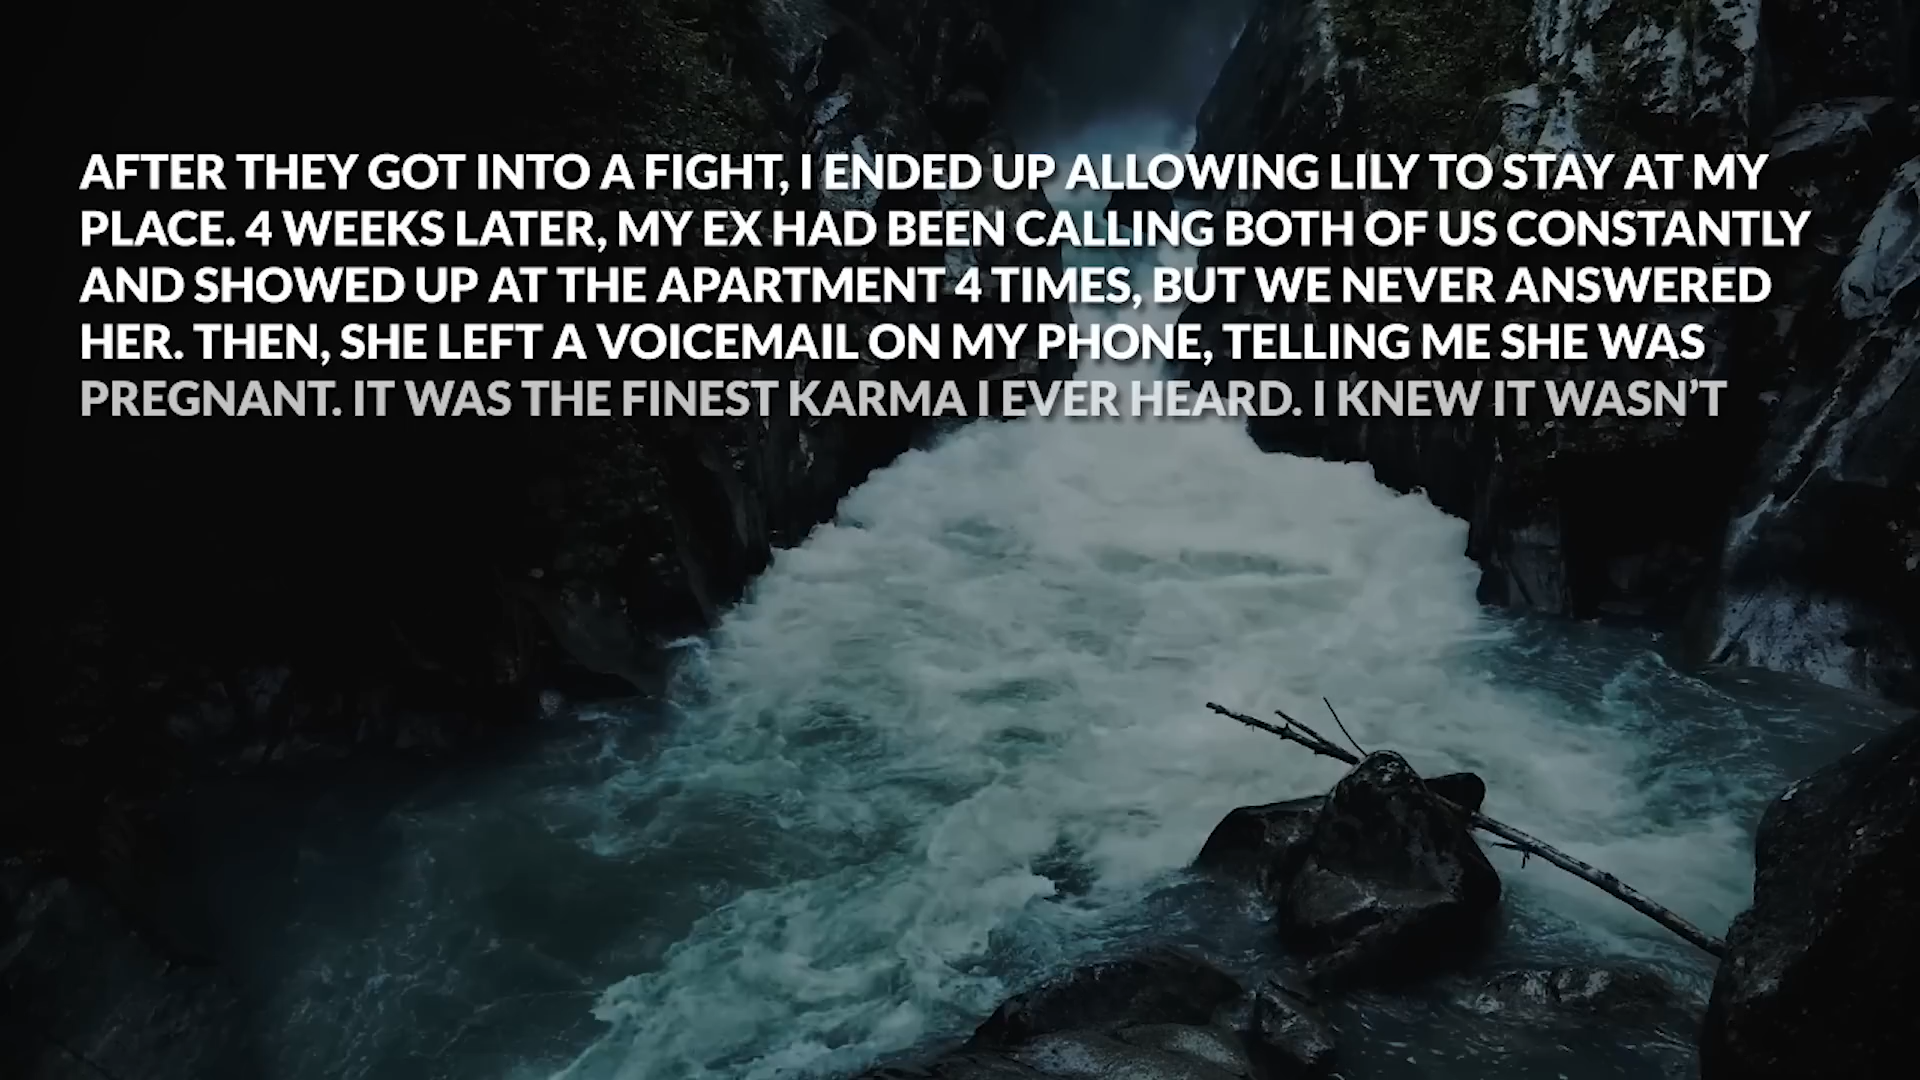 AFTER THEY GOT INTO A FIGHT, I ENDED UP ALLOWING LILY TO STAY AT MY
PLACE. 4 WEEKS LATER, MY EX HAD BEEN CALLING BOTH OF US CONSTANTLY
AND SHOWED UP AT THE APARTMENT 4 TIMES, BUT WE NEVER ANSWERED
HER. THEN, SHE LEFT A VOICEMAIL ON MY PHONE, TELLING ME SHE WAS
PREGNANT. IT WAS THE FINEST KARMA I EVER HEARD. I KNEW IT WASN’T